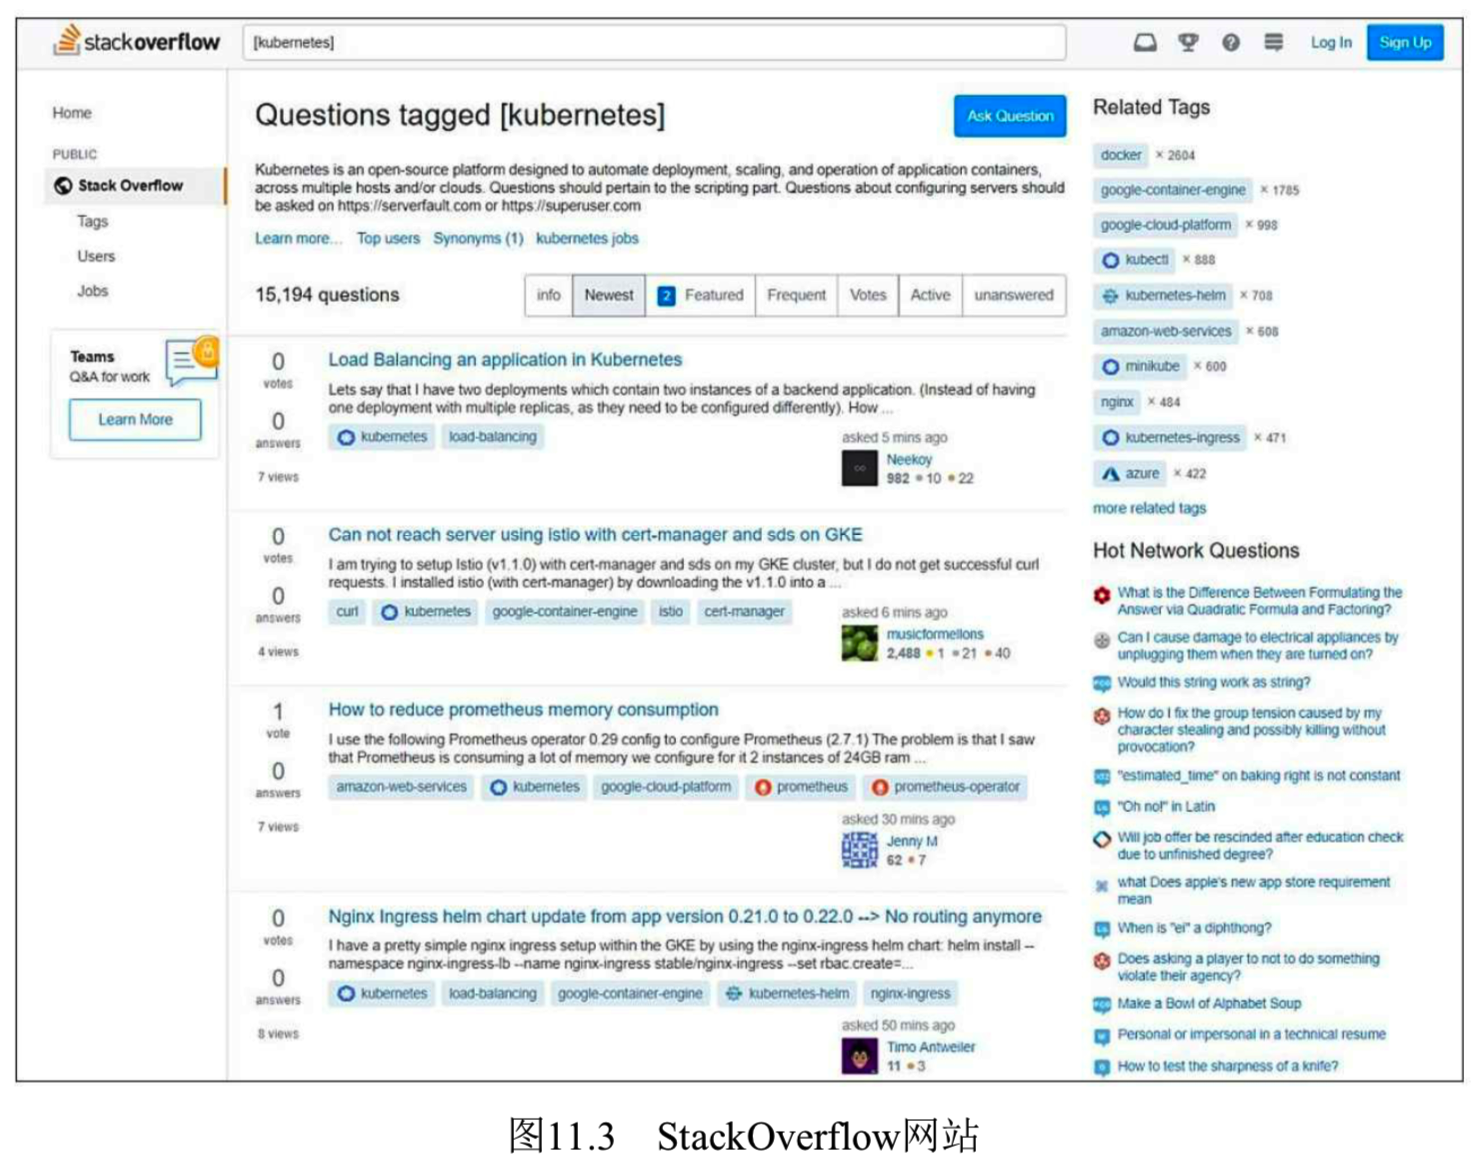 stackoverflow
[kubernetes]
Log In
Sign Up
Home
PUBLIC
Stack Overflow
Tags
Users
Jobs
Teams
Q&A for work
Learn More
Questions tagged [kubernetes]
Ask Question
Kubernetes is an open-source platform designed to automate deployment, scaling, and operation of application containers,
across multiple hosts and/or clouds. Questions should pertain to the scripting part. Questions about configuring servers should
be asked on https://serverfault.com or https://superuser.com
Learn more... Top users Synonyms (1) kubernetes jobs
15,194 questions
info Newest 2 Featured Frequent Votes Active unanswered
0
votes
0
answers
7 views
Load Balancing an application in Kubernetes
Lets say that I have two deployments which contain two instances of a backend application. (Instead of having
one deployment with multiple replicas, as they need to be configured differently). How ...
kubernetes load-balancing
asked 5 mins ago
Neekoy
982 10 22
0
votes
0
answers
4 views
Can not reach server using istio with cert-manager and sds on GKE
I am trying to setup Istio (v1.1.0) with cert-manager and sds on my GKE cluster, but I do not get successful curl
requests. I installed istio (with cert-manager) by downloading the v1.1.0 into a ...
curl kubernetes google-container-engine istio cert-manager
asked 6 mins ago
musicformellons
2,488 1 21 40
1
vote
0
answers
7 views
How to reduce prometheus memory consumption
I use the following Prometheus operator 0.29 config to configure Prometheus (2.7.1) The problem is that I saw
that Prometheus is consuming a lot of memory we configure for it 2 instances of 24GB ram ...
amazon-web-services kubernetes google-cloud-platform prometheus prometheus-operator
asked 30 mins ago
Jenny M
62 7
0
votes
0
answers
8 views
Nginx Ingress helm chart update from app version 0.21.0 to 0.22.0 --> No routing anymore
I have a pretty simple nginx ingress setup within the GKE by using the nginx-ingress helm chart: helm install --
namespace nginx-ingress-lb --name nginx-ingress stable/nginx-ingress --set rbac.create=...
kubernetes load-balancing google-container-engine kubernetes-helm nginx-ingress
asked 50 mins ago
Timo Antweiler
11 3
Related Tags
docker × 2604
google-container-engine × 1785
google-cloud-platform × 998
kubectl × 888
kubernetes-helm × 708
amazon-web-services × 608
minikube × 600
nginx × 484
kubernetes-ingress × 471
azure × 422
more related tags
Hot Network Questions
What is the Difference Between Formulating the
Answer via Quadratic Formula and Factoring?
Can I cause damage to electrical appliances by
unplugging them when they are turned on?
Would this string work as string?
How do I fix the group tension caused by my
character stealing and possibly killing without
provocation?
"estimated_time" on baking right is not constant
"Oh no!" in Latin
Will job offer be rescinded after education check
due to unfinished degree?
what Does apple's new app store requirement
mean
When is "ei" a diphthong?
Does asking a player to not to do something
violate their agency?
Make a Bowl of Alphabet Soup
Personal or impersonal in a technical resume
How to test the sharpness of a knife?
图11.3 StackOverflow网站